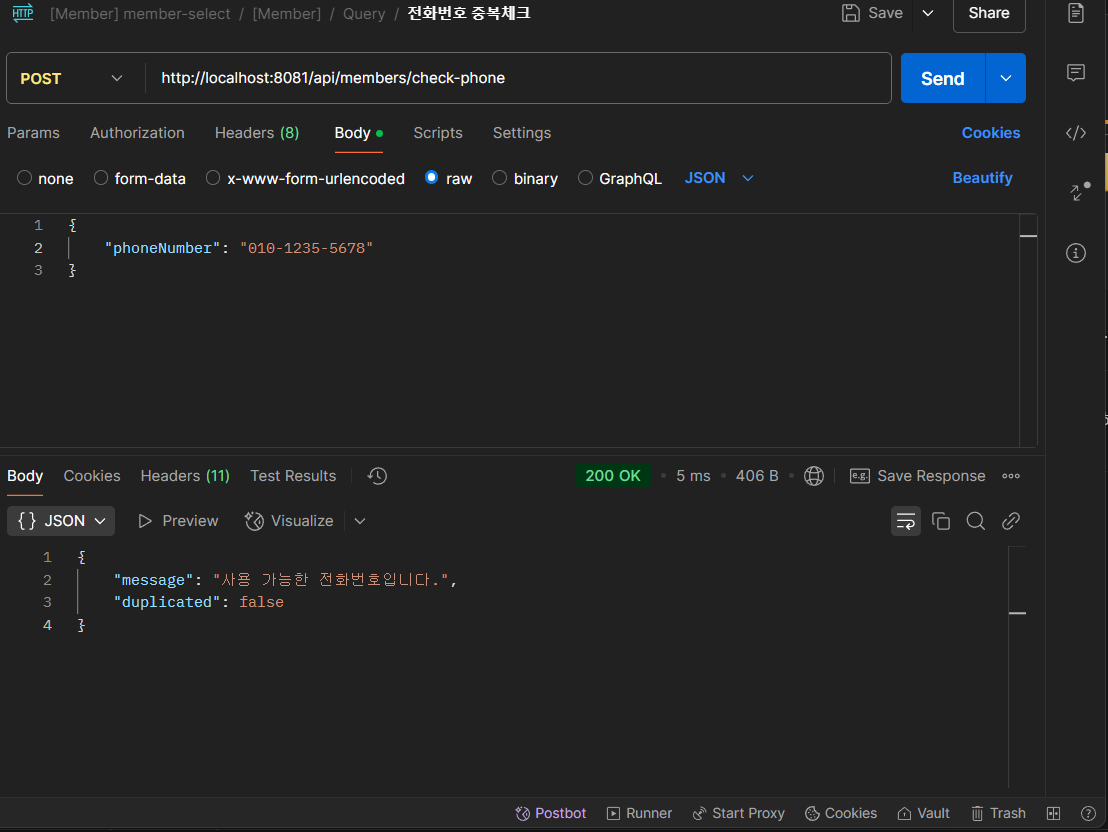 HTTP [Member] member-select / [Member] / Query / 전화번호 중복체크 Save Share
POST http://localhost:8081/api/members/check-phone Send
Params Authorization Headers (8) Body Scripts Settings Cookies
none form-data x-www-form-urlencoded raw binary GraphQL JSON Beautify
1 {
2 "phoneNumber": "010-1235-5678"
3 }
Body Cookies Headers (11) Test Results 200 OK 5 ms 406 B e.g. Save Response
{} JSON Preview Visualize
1 {
2 "message": "사용 가능한 전화번호입니다.",
3 "duplicated": false
4 }
Postbot Runner Start Proxy Cookies Vault Trash